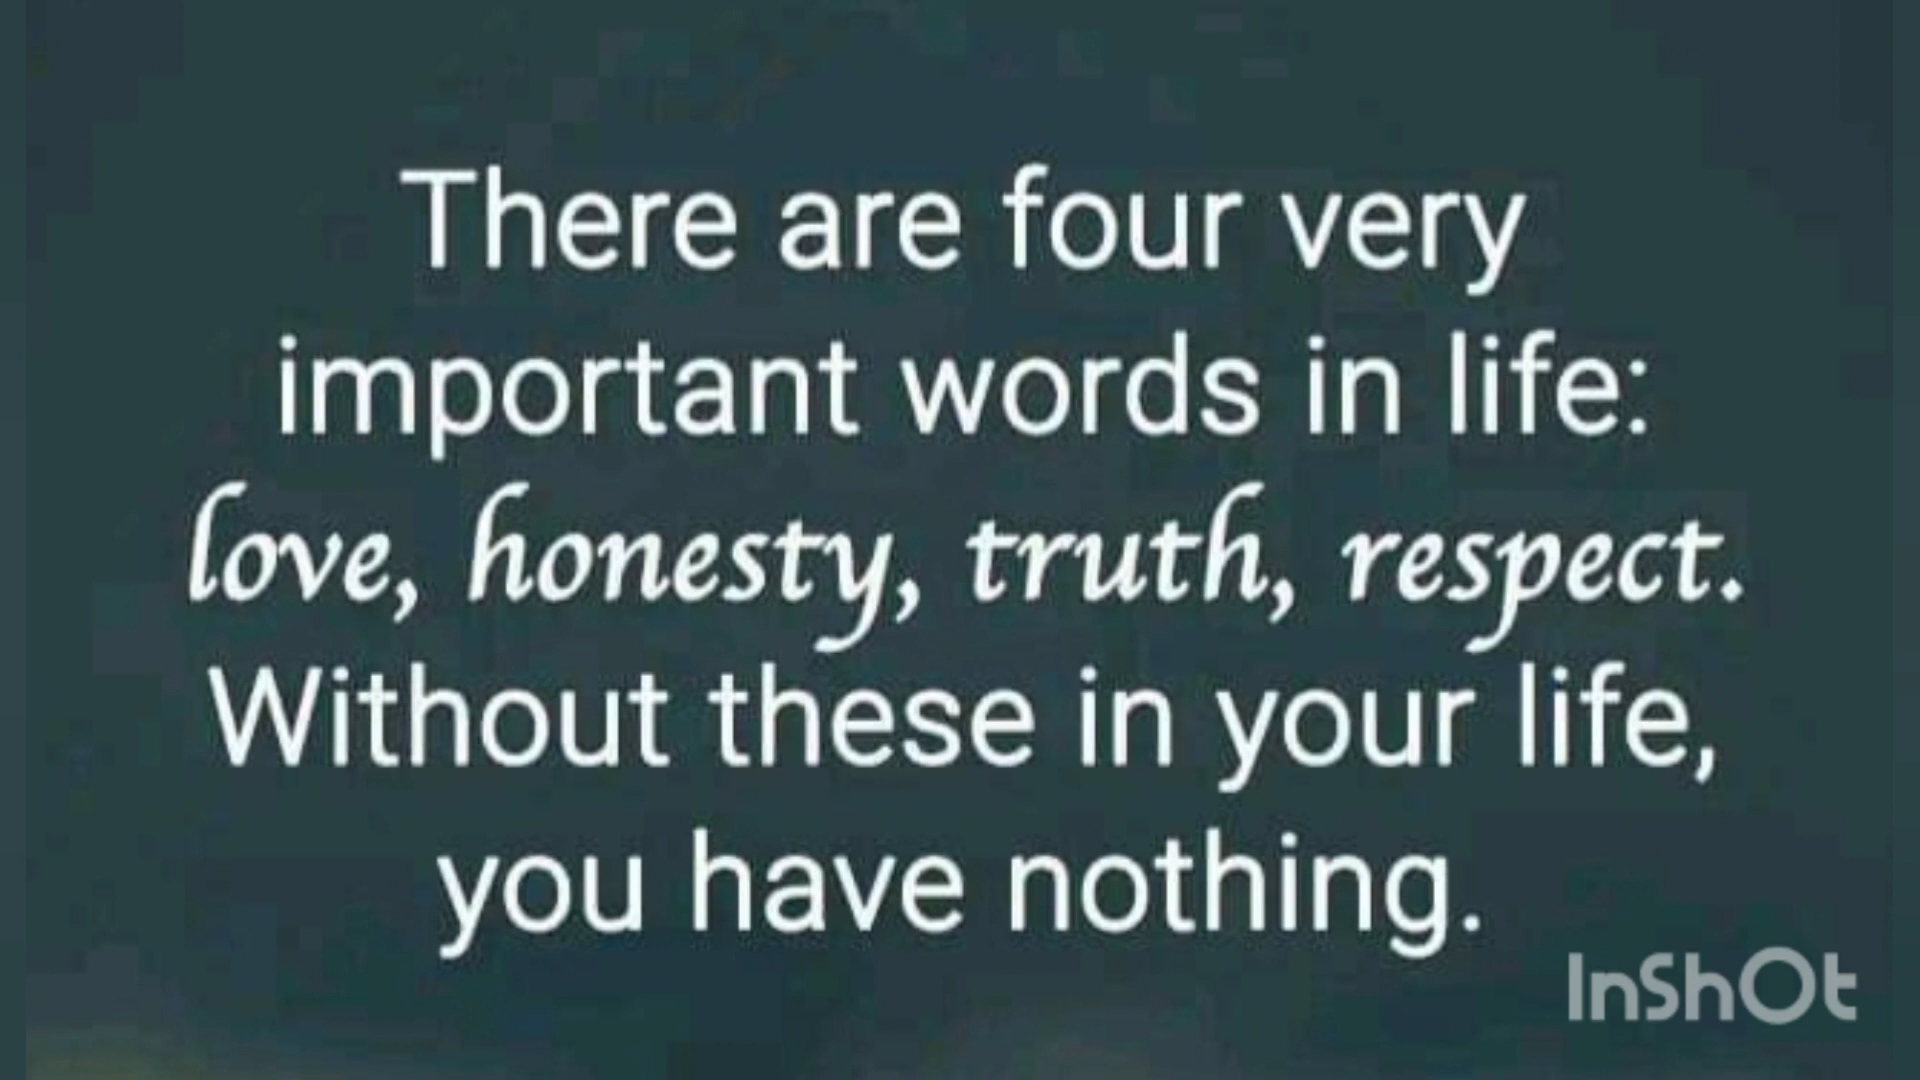 There are four very
important words in life:
love, honesty, truth, respect.
Without these in your life,
you have nothing.
InShOt